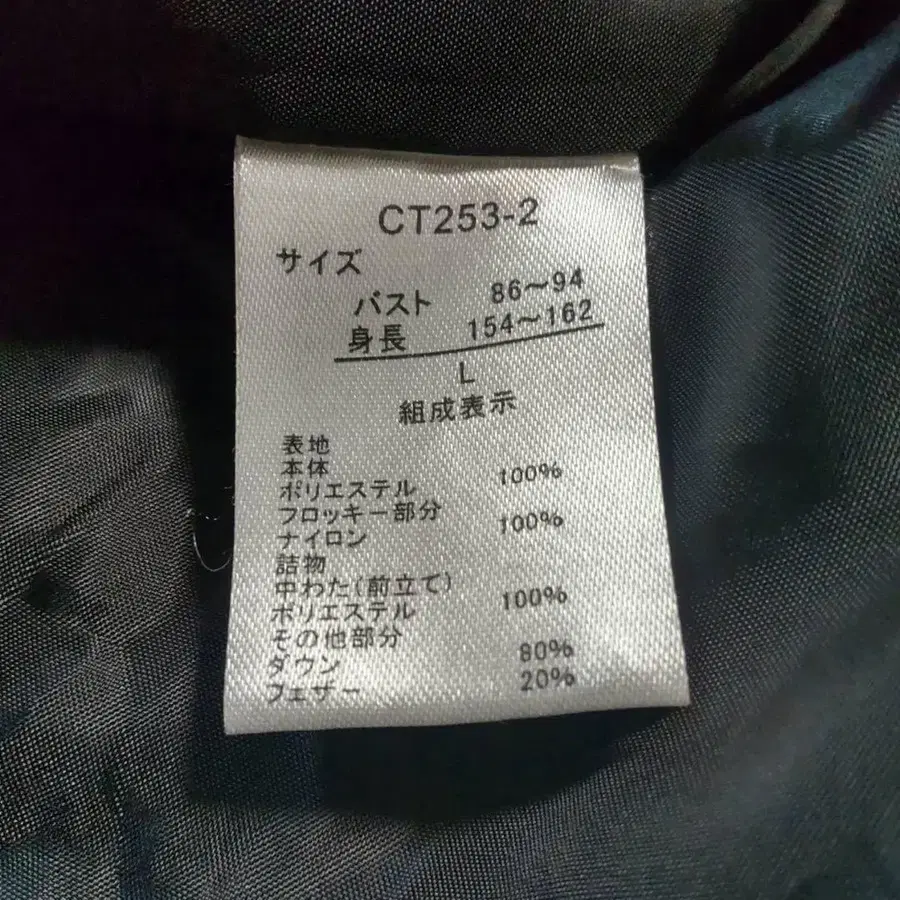 CT253-2
サイズ
バスト 86〜94
身長 154〜162
L
組成表示
表地
本体
ポリエステル 100%
フロッキー部分
ナイロン 100%
詰物
中わた(前立て)
ポリエステル 100%
その他部分
ダウン 80%
フェザー 20%